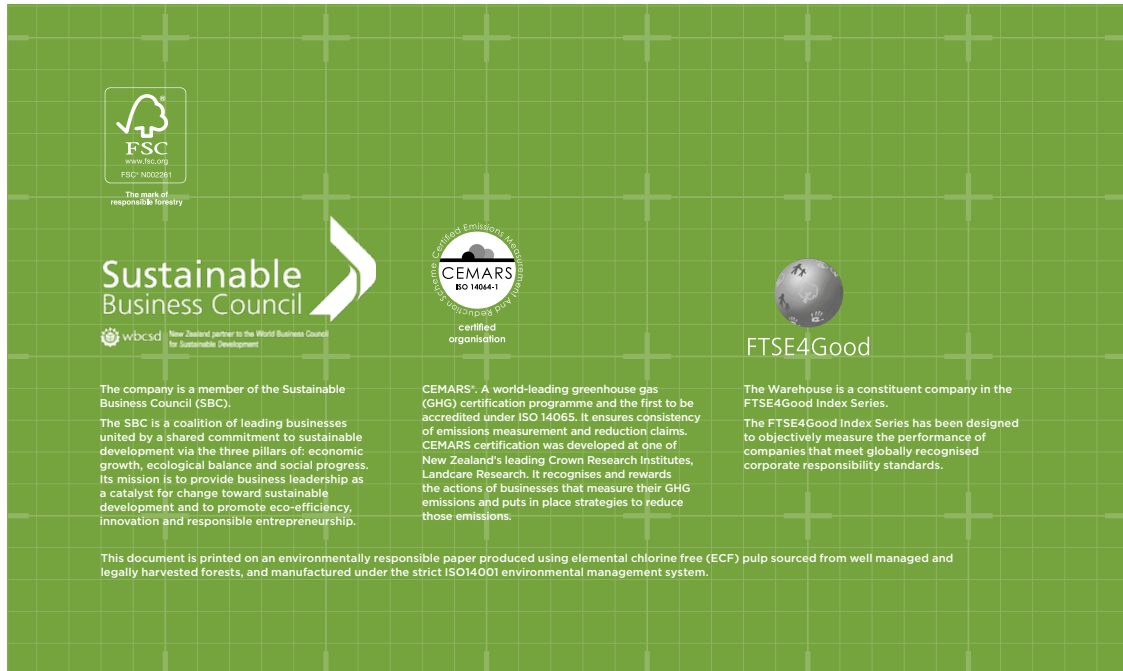 FSC
www.fsc.org
FSC® N002261
The mark of
responsible forestry
Sustainable
Business Council
wbcsd
New Zealand partner to the World Business Council
for Sustainable Development
Certified Emissions Measurement And Reduction Scheme
CEMARS
ISO 14064-1
certified
organisation
FTSE4Good
The company is a member of the Sustainable
Business Council (SBC).
The SBC is a coalition of leading businesses
united by a shared commitment to sustainable
development via the three pillars of: economic
growth, ecological balance and social progress.
Its mission is to provide business leadership as
a catalyst for change toward sustainable
development and to promote eco-efficiency,
innovation and responsible entrepreneurship.
CEMARS®. A world-leading greenhouse gas
(GHG) certification programme and the first to be
accredited under ISO 14065. It ensures consistency
of emissions measurement and reduction claims.
CEMARS certification was developed at one of
New Zealand's leading Crown Research Institutes,
Landcare Research. It recognises and rewards
the actions of businesses that measure their GHG
emissions and puts in place strategies to reduce
those emissions.
The Warehouse is a constituent company in the
FTSE4Good Index Series.
The FTSE4Good Index Series has been designed
to objectively measure the performance of
companies that meet globally recognised
corporate responsibility standards.
This document is printed on an environmentally responsible paper produced using elemental chlorine free (ECF) pulp sourced from well managed and
legally harvested forests, and manufactured under the strict ISO14001 environmental management system.